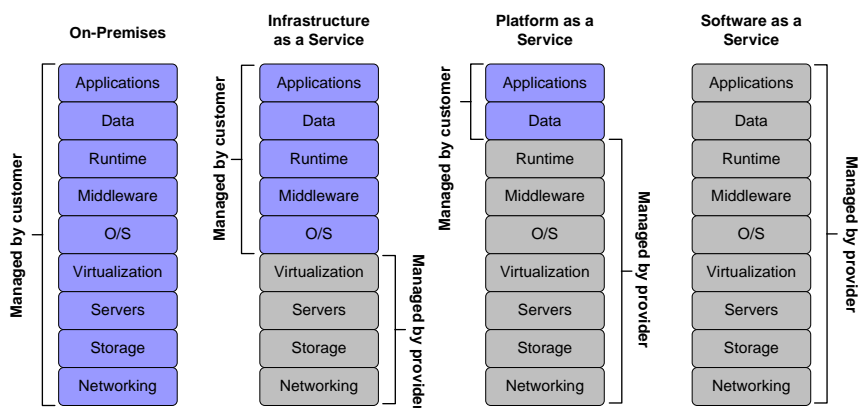 On-Premises
Managed by customer
Applications
Data
Runtime
Middleware
O/S
Virtualization
Servers
Storage
Networking
Infrastructure
as a Service
Managed by customer
Applications
Data
Runtime
Middleware
O/S
Virtualization
Servers
Storage
Networking
Managed by provider
Platform as a
Service
Managed by customer
Applications
Data
Runtime
Middleware
O/S
Virtualization
Servers
Storage
Networking
Managed by provider
Software as a
Service
Applications
Data
Runtime
Middleware
O/S
Virtualization
Servers
Storage
Networking
Managed by provider